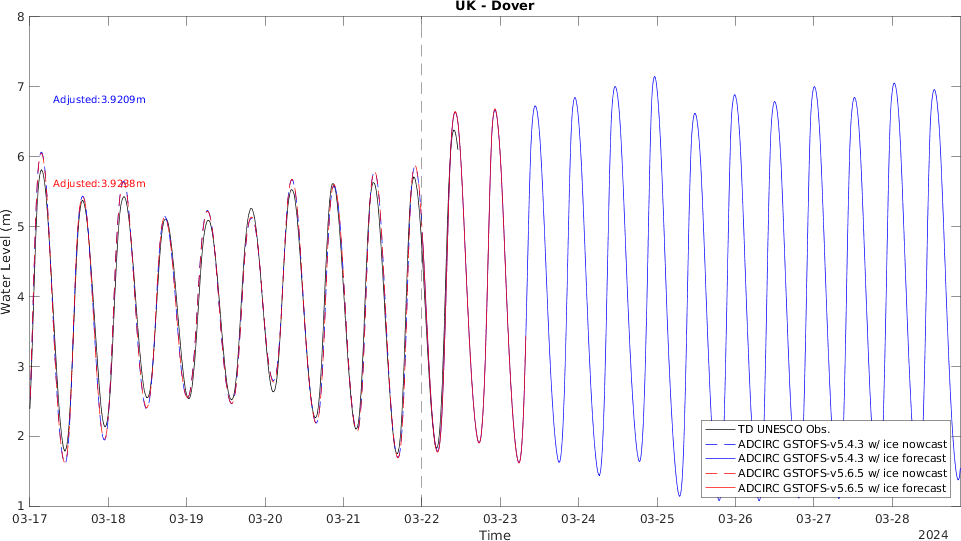 UK - Dover
8
7
6
5
4
3
2
1
Water Level (m)
Adjusted:3.9209m
Adjusted:3.9288m
TD UNESCO Obs.
ADCIRC GSTOFS-v5.4.3 w/ ice nowcast
ADCIRC GSTOFS-v5.4.3 w/ ice forecast
ADCIRC GSTOFS-v5.6.5 w/ ice nowcast
ADCIRC GSTOFS-v5.6.5 w/ ice forecast
03-17 03-18 03-19 03-20 03-21 03-22 03-23 03-24 03-25 03-26 03-27 03-28
Time
2024